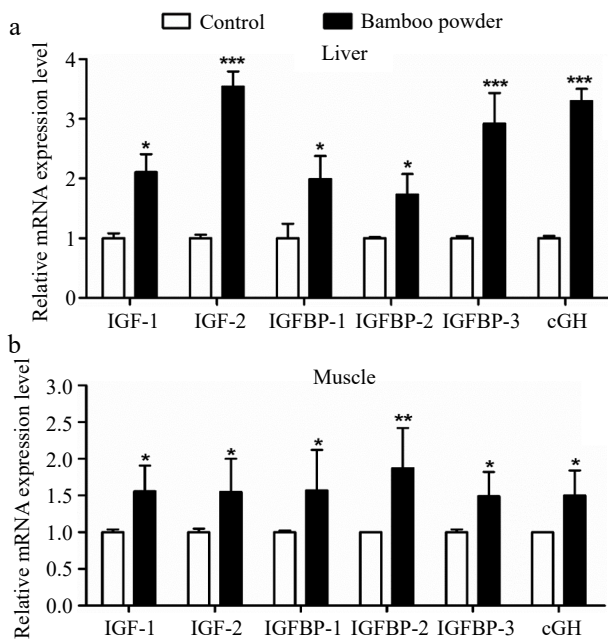 a
Control
Bamboo powder
Liver
Relative mRNA expression level
4
3
2
1
0
*
***
*
*
***
***
IGF-1
IGF-2
IGFBP-1
IGFBP-2
IGFBP-3
cGH
b
Muscle
Relative mRNA expression level
3.0
2.5
2.0
1.5
1.0
0.5
0.0
*
*
*
**
*
*
IGF-1
IGF-2
IGFBP-1
IGFBP-2
IGFBP-3
cGH